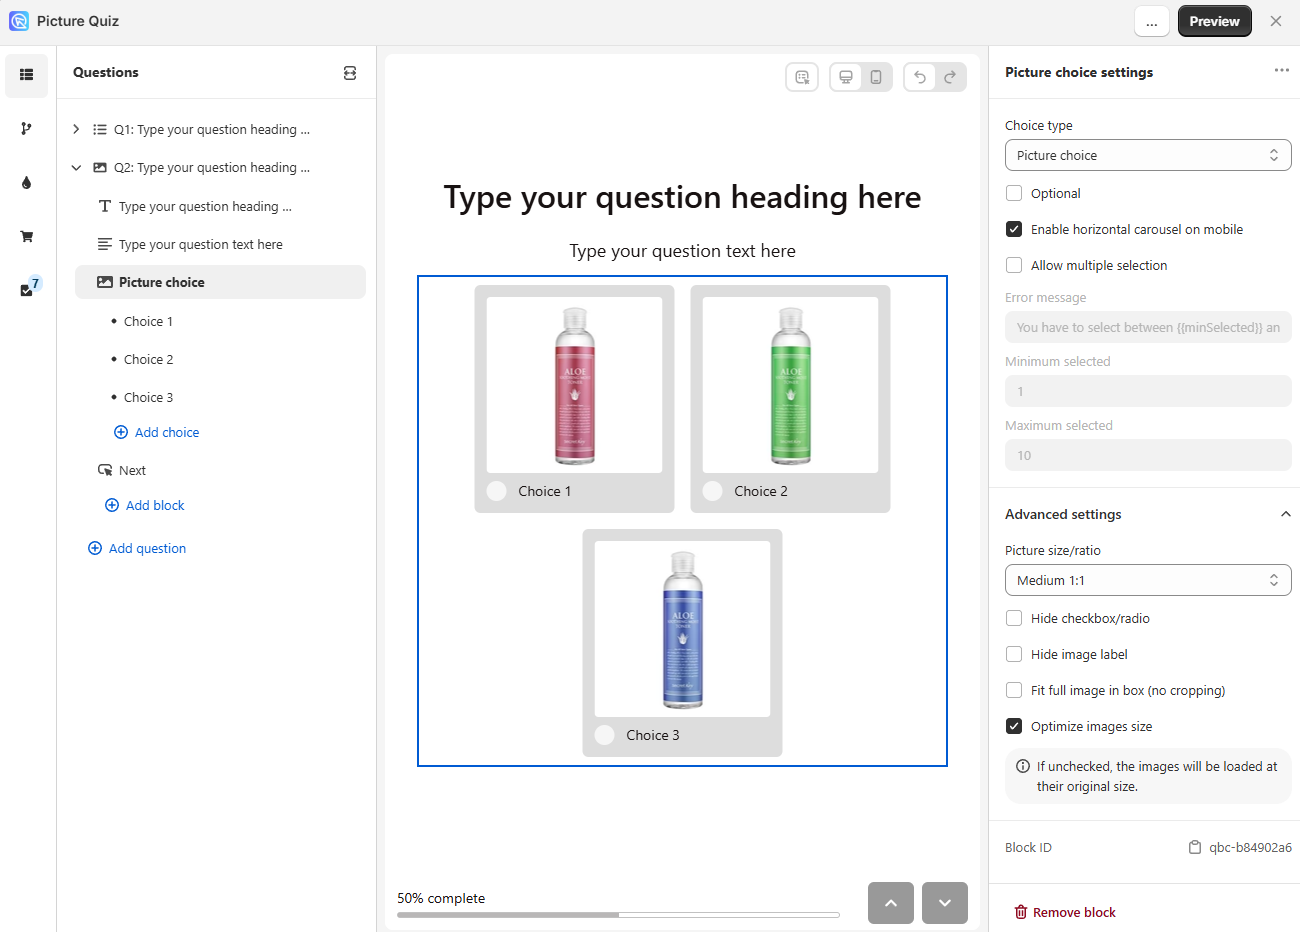 Picture Quiz
...
Preview
Questions
Q1: Type your question heading ...
Q2: Type your question heading ...
Type your question heading ...
Type your question text here
Picture choice
Choice 1
Choice 2
Choice 3
Add choice
Next
Add block
Add question
7
Type your question heading here
Type your question text here
ALOE
TONER
Choice 1
ALOE
TONER
Choice 2
ALOE
TONER
Choice 3
50% complete
Picture choice settings
Choice type
Picture choice
Optional
Enable horizontal carousel on mobile
Allow multiple selection
Error message
You have to select between {{minSelected}} an
Minimum selected
1
Maximum selected
10
Advanced settings
Picture size/ratio
Medium 1:1
Hide checkbox/radio
Hide image label
Fit full image in box (no cropping)
Optimize images size
If unchecked, the images will be loaded at
their original size.
Block ID
qbc-b84902a6
Remove block